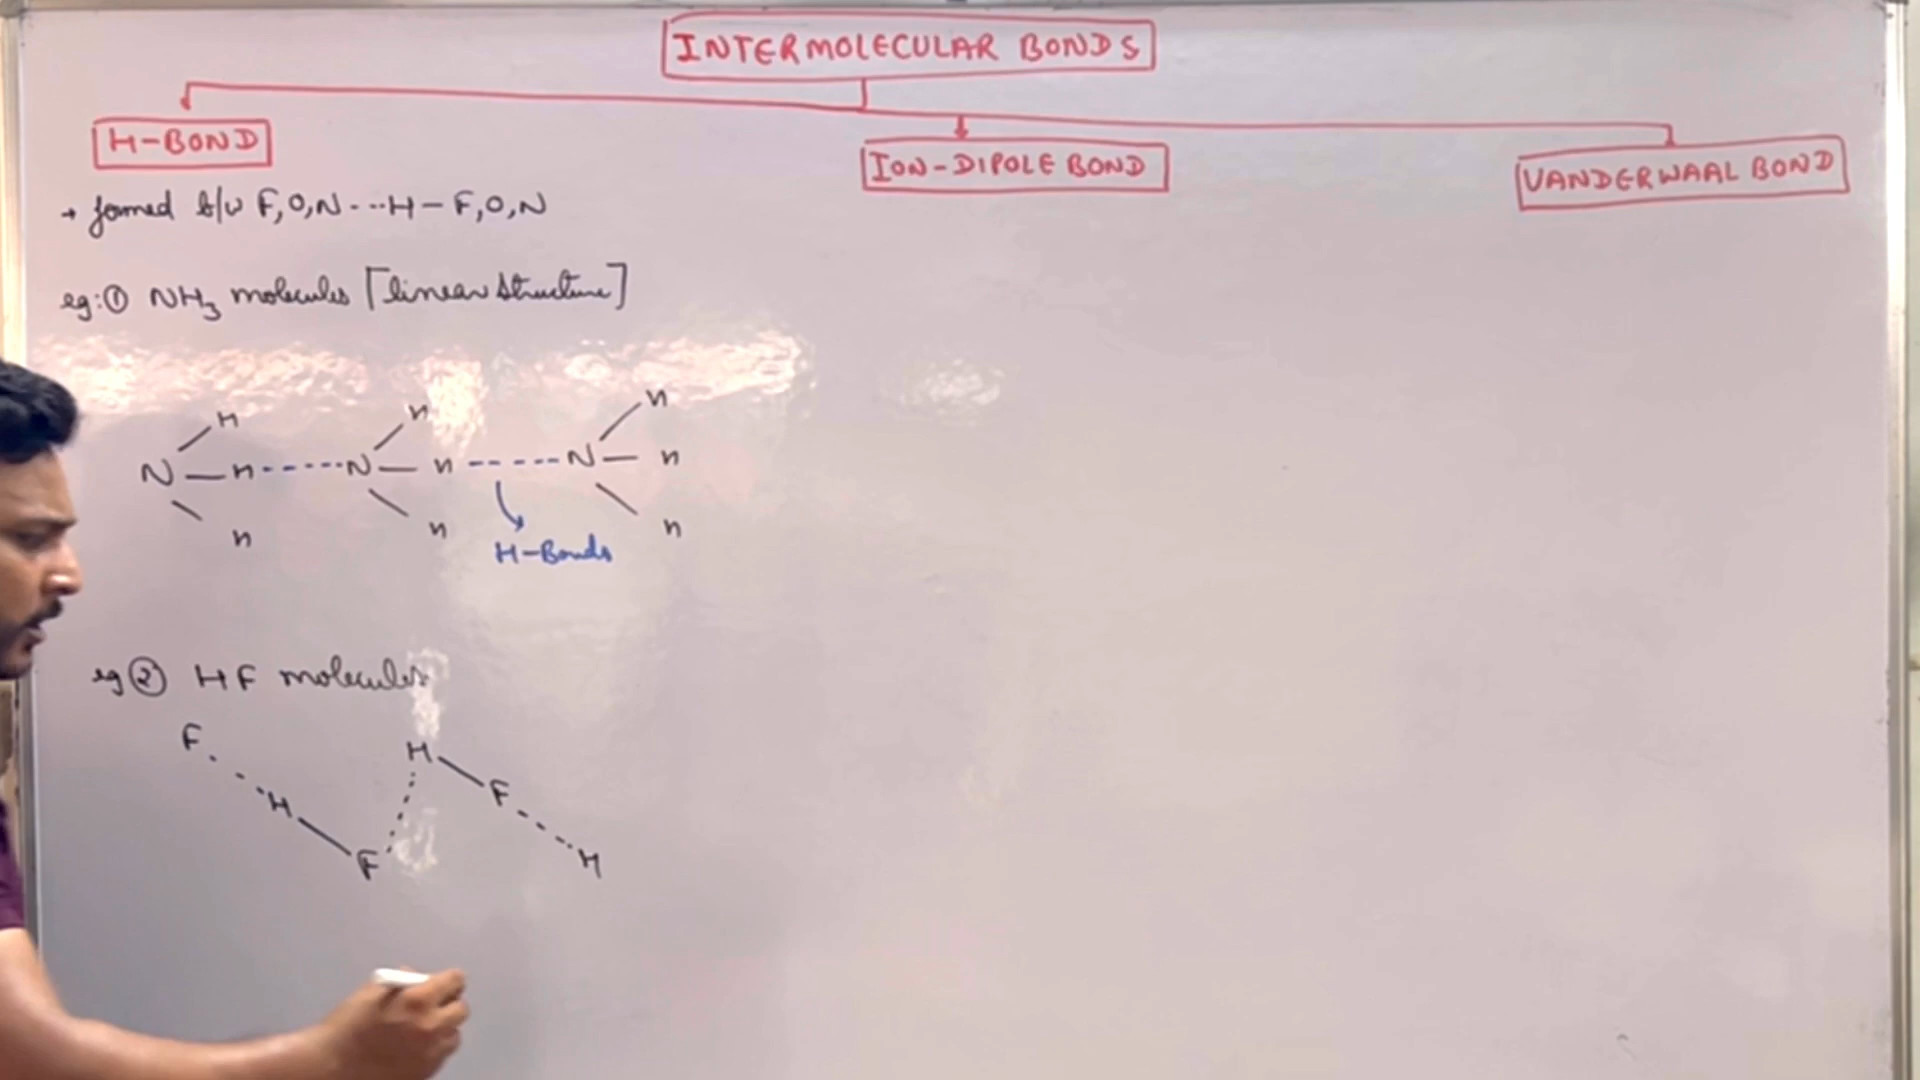 INTERMOLECULAR BONDS
H-BOND
ION-DIPOLE BOND
VANDERWAAL BOND
→ formed b/w F,O,N----H-F,O,N
eg:① NH3 molecules [linear structure]
H n n
N — n ------ N — n ------ N — n
n n n
H-Bonds
eg ② HF molecules
F H
H F
F H